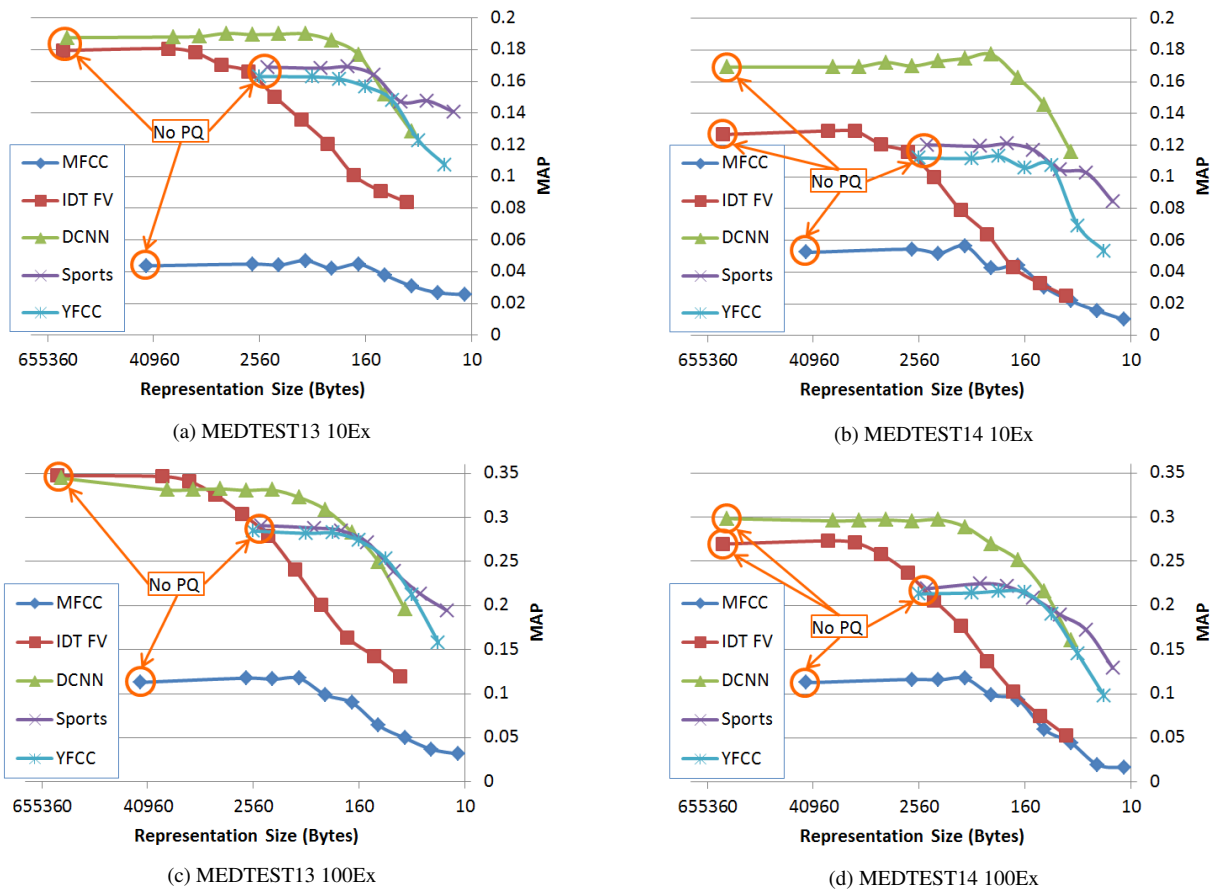 0.2
0.18
0.16
0.14
0.12
0.1
0.08
0.06
0.04
0.02
0
MAP
No PQ
MFCC
IDT FV
DCNN
Sports
YFCC
655360 40960 2560 160 10
Representation Size (Bytes)
(a) MEDTEST13 10Ex
0.2
0.18
0.16
0.14
0.12
0.1
0.08
0.06
0.04
0.02
0
MAP
No PQ
MFCC
IDT FV
DCNN
Sports
YFCC
655360 40960 2560 160 10
Representation Size (Bytes)
(b) MEDTEST14 10Ex
0.35
0.3
0.25
0.2
0.15
0.1
0.05
0
MAP
No PQ
MFCC
IDT FV
DCNN
Sports
YFCC
655360 40960 2560 160 10
Representation Size (Bytes)
(c) MEDTEST13 100Ex
0.35
0.3
0.25
0.2
0.15
0.1
0.05
0
MAP
No PQ
MFCC
IDT FV
DCNN
Sports
YFCC
655360 40960 2560 160 10
Representation Size (Bytes)
(d) MEDTEST14 100Ex